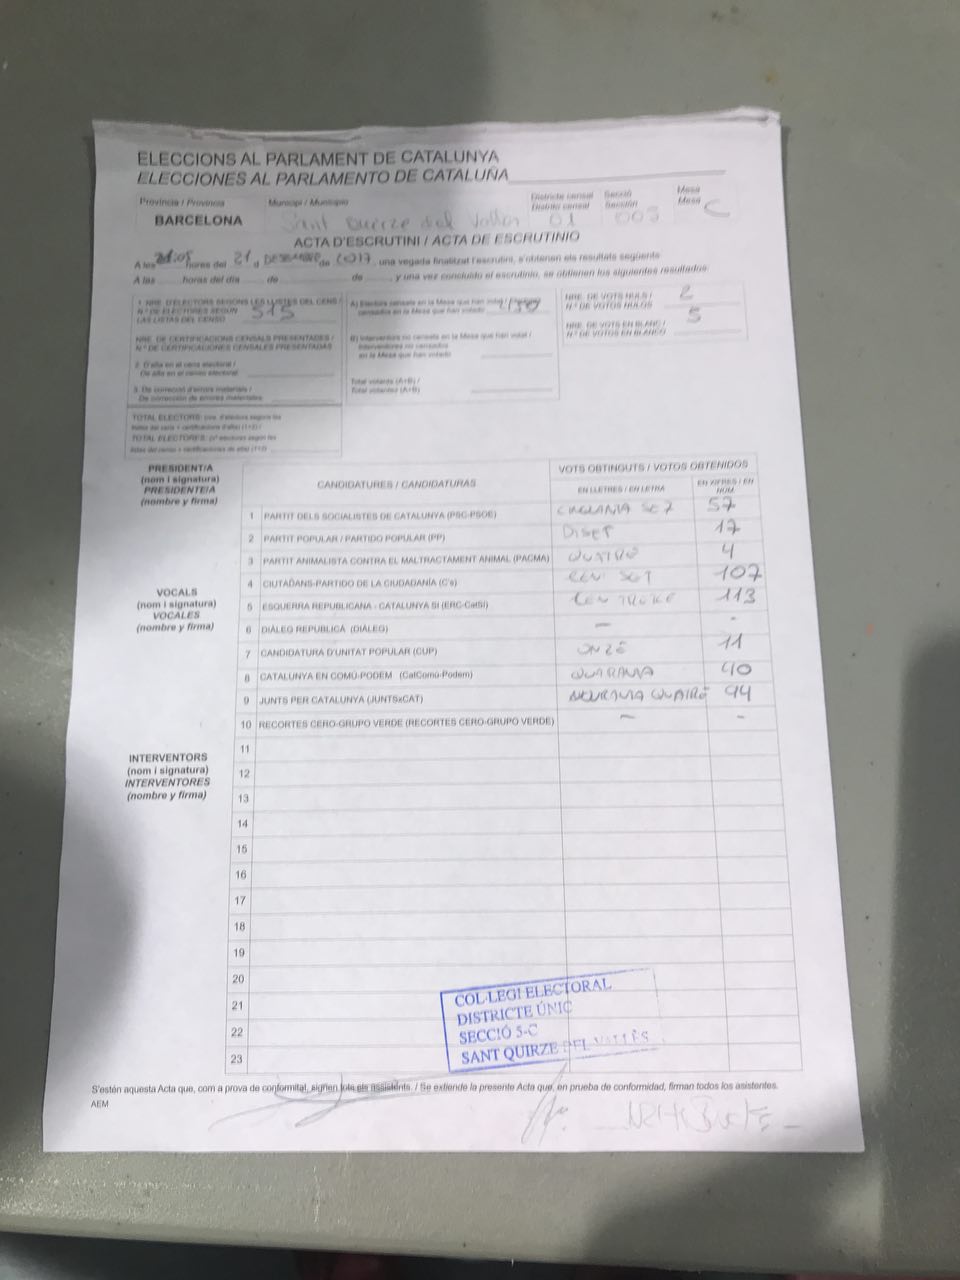 ELECCIONS AL PARLAMENT DE CATALUNYA
ELECCIONES AL PARLAMENTO DE CATALUÑA
Província / Provincia Municipi / Municipio Districte censal Secció Mesa
Distrito censal Sección Mesa
BARCELONA Sant Quirze del Vallès 01 005 C
ACTA D'ESCRUTINI / ACTA DE ESCRUTINIO
A les 21:05 hores del 21 d DESEMBRE de 2017, una vegada finalitzat l'escrutini, s'obtenen els resultats següents
A las horas del día de de y una vez concluido el escrutinio, se obtienen los siguientes resultados:
1. NRE. D'ELECTORS SEGONS LES LLISTES DEL CENS /
Nº DE ELECTORES SEGÚN
LAS LISTAS DEL CENSO 515
NRE. DE CERTIFICACIONS CENSALS PRESENTADES /
Nº DE CERTIFICACIONES CENSALES PRESENTADAS
2. D'alta en el cens electoral /
De alta en el censo electoral
3. De correcció d'errors materials /
De corrección de errores materiales
TOTAL ELECTORS: (nre. d'electors segons les
llistes del cens + certificacions d'alta) (1+2) /
TOTAL ELECTORES: (nº electores según las
listas del censo + certificaciones de alta) (1+2)
A) Electors censats en la Mesa que han votat /
censados en la Mesa que han votado
B) Interventors no censats en la Mesa que han votat /
Interventores no censados
en la Mesa que han votado
Total votants (A+B) /
Total votantes (A+B)
NRE. DE VOTS NULS / 2
Nº DE VOTOS NULOS
NRE. DE VOTS EN BLANC / 5
Nº DE VOTOS EN BLANCO
PRESIDENT/A
(nom i signatura)
PRESIDENTE/A
(nombre y firma)
VOCALS
(nom i signatura)
VOCALES
(nombre y firma)
INTERVENTORS
(nom i signatura)
INTERVENTORES
(nombre y firma)
CANDIDATURES / CANDIDATURAS VOTS OBTINGUTS / VOTOS OBTENIDOS
EN LLETRES / EN LETRA EN XIFRES / EN NÚM.
1 PARTIT DELS SOCIALISTES DE CATALUNYA (PSC-PSOE) CINQUANTA SET 57
2 PARTIT POPULAR / PARTIDO POPULAR (PP) DISET 17
3 PARTIT ANIMALISTA CONTRA EL MALTRACTAMENT ANIMAL (PACMA) QUATRE 4
4 CIUTADANS-PARTIDO DE LA CIUDADANÍA (C's) CEN SET 107
5 ESQUERRA REPUBLICANA - CATALUNYA SÍ (ERC-CatSí) CEN TRETZE 113
6 DIÀLEG REPUBLICÀ (DIÀLEG) – -
7 CANDIDATURA D'UNITAT POPULAR (CUP) ONZE 11
8 CATALUNYA EN COMÚ-PODEM (CatComú-Podem) QUARANTA 40
9 JUNTS PER CATALUNYA (JUNTSxCAT) NORANTA QUATRE 94
10 RECORTES CERO-GRUPO VERDE (RECORTES CERO-GRUPO VERDE) – -
11
12
13
14
15
16
17
18
19
20
21
22
23
COL·LEGI ELECTORAL
DISTRICTE ÚNIC
SECCIÓ 5-C
SANT QUIRZE DEL VALLÈS
S'estén aquesta Acta que, com a prova de conformitat, signen tots els assistents. / Se extiende la presente Acta que, en prueba de conformidad, firman todos los asistentes.
AEM